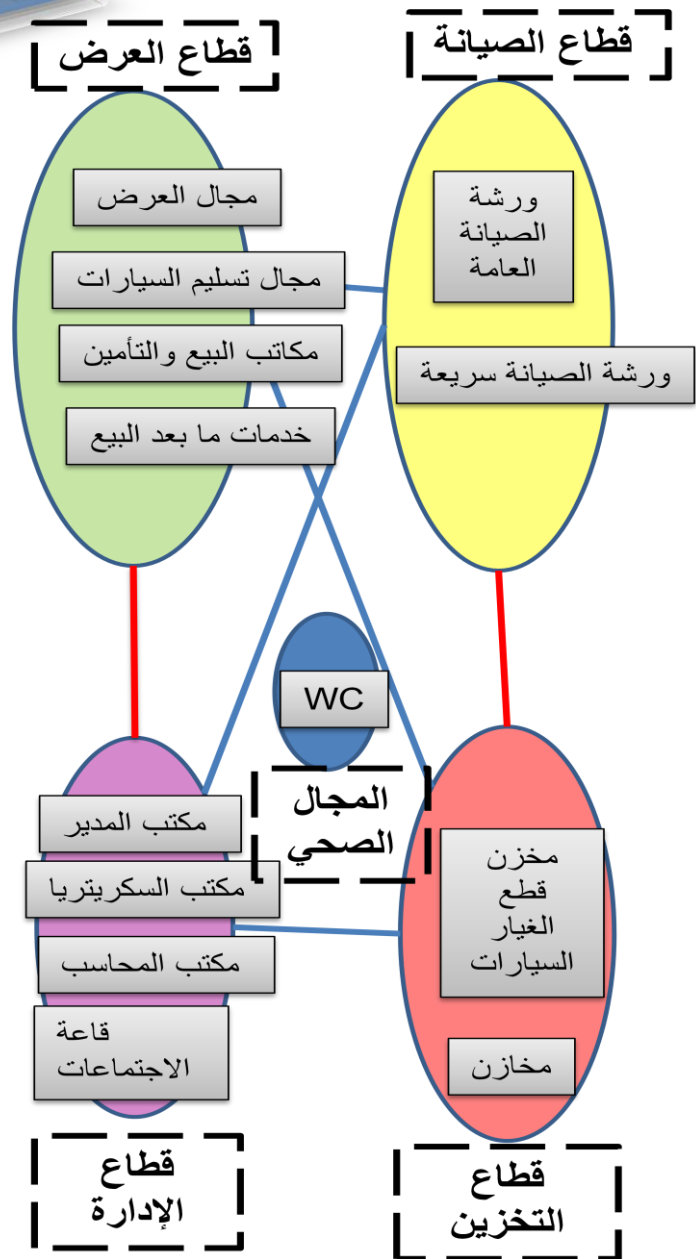 قطاع الصيانة
قطاع العرض
ورشة
الصيانة
العامة
ورشة الصيانة سريعة
مجال العرض
مجال تسليم السيارات
مكاتب البيع والتأمين
خدمات ما بعد البيع
WC
المجال
الصحي
مخزن
قطع
الغيار
السيارات
مخازن
قطاع
التخزين
مكتب المدير
مكتب السكريتريا
مكتب المحاسب
قاعة
الاجتماعات
قطاع
الإدارة